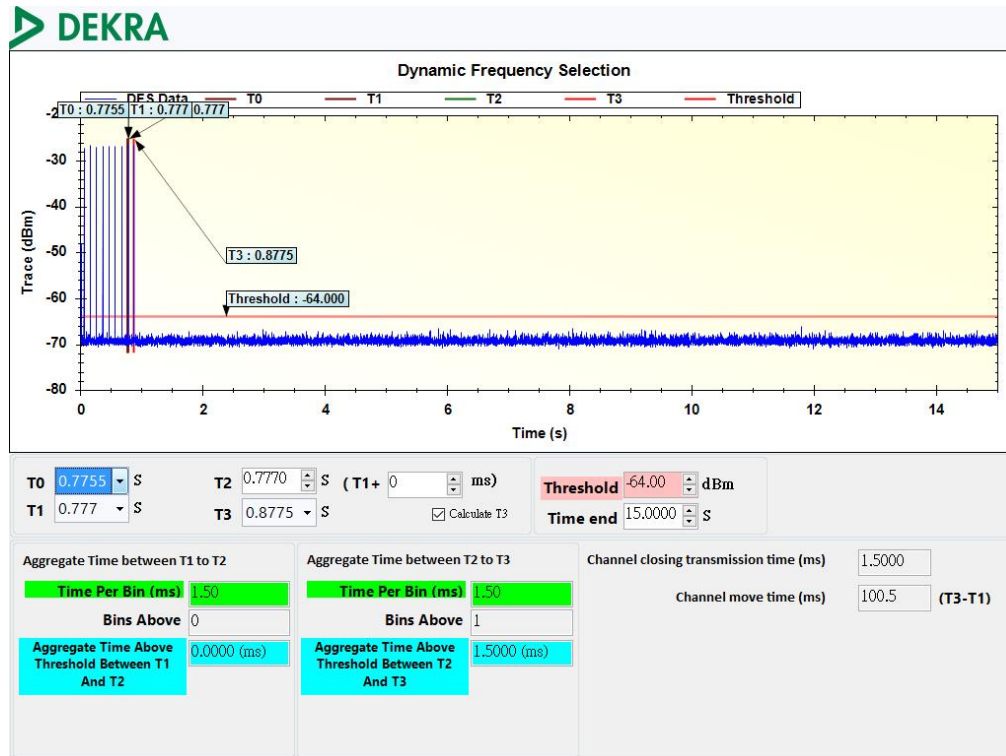 DEKRA
Dynamic Frequency Selection
DFS Data T0 T1 T2 T3 Threshold
T0 : 0.7755 T1 : 0.777 0.777
-2
-30
-40
-50
-60
-70
-80
Trace (dBm)
T3 : 0.8775
Threshold : -64.000
0 2 4 6 8 10 12 14
Time (s)
T0 0.7755 S T2 0.7770 S (T1+ 0 ms) Threshold -64.00 dBm
T1 0.777 S T3 0.8775 S Calculate T3 Time end 15.0000 S
Aggregate Time between T1 to T2
Time Per Bin (ms) 1.50
Bins Above 0
Aggregate Time Above
Threshold Between T1
And T2
0.0000 (ms)
Aggregate Time between T2 to T3
Time Per Bin (ms) 1.50
Bins Above 1
Aggregate Time Above
Threshold Between T2
And T3
1.5000 (ms)
Channel closing transmission time (ms) 1.5000
Channel move time (ms) 100.5 (T3-T1)